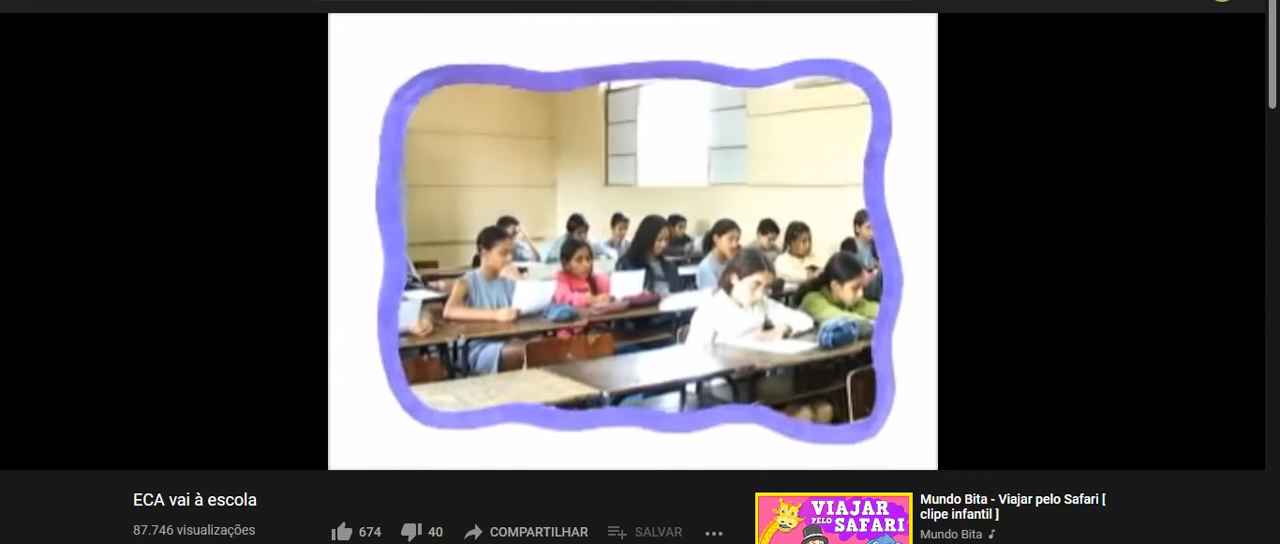 ECA vai à escola
87.746 visualizações
674
40
COMPARTILHAR
SALVAR
VIAJAR
PELO SAFARI
Mundo Bita - Viajar pelo Safari [
clipe infantil ]
Mundo Bita